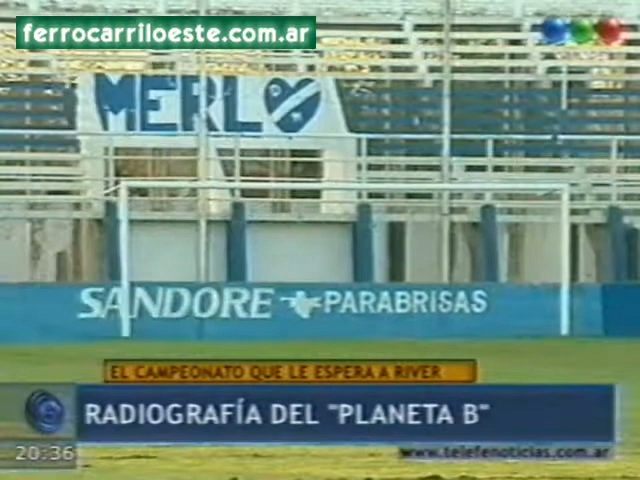 ferrocarriloeste.com.ar
MERLO
SANDORE PARABRISAS
EL CAMPEONATO QUE LE ESPERA A RIVER
RADIOGRAFÍA DEL "PLANETA B"
20:36
www.telefenoticias.com.ar